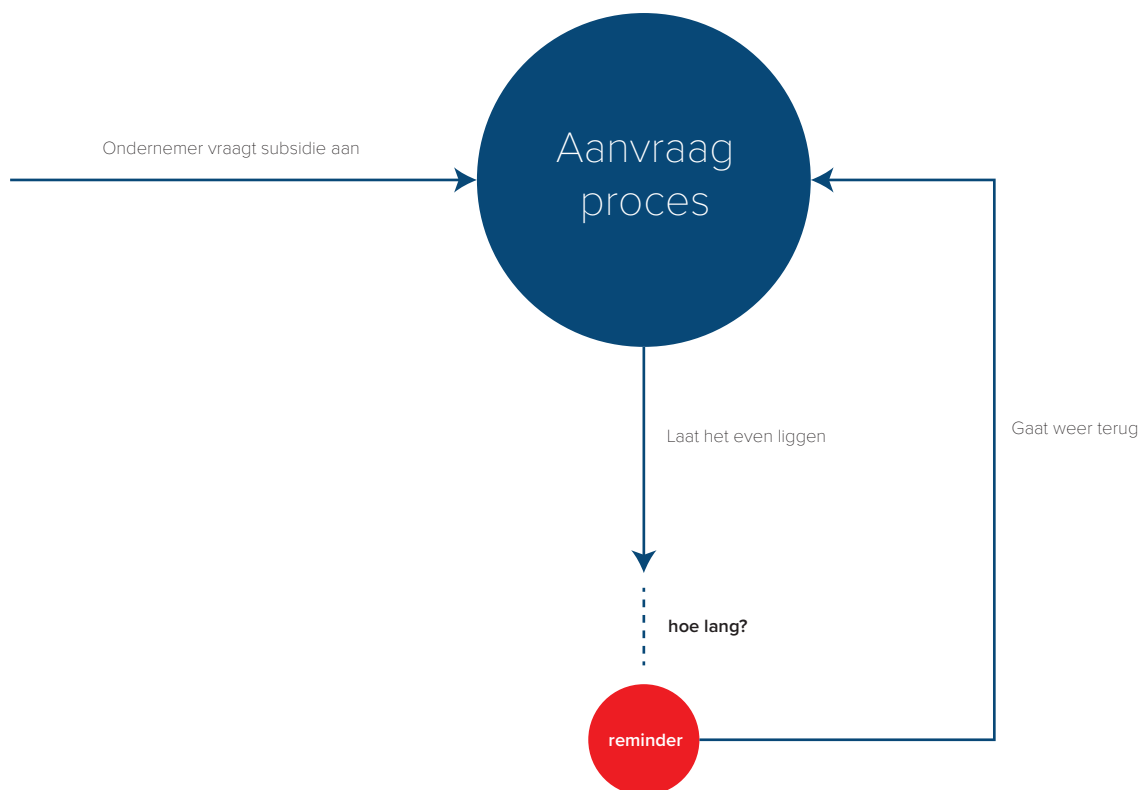 Ondernemer vraagt subsidie aan
Aanvraag
proces
Laat het even liggen
Gaat weer terug
hoe lang?
reminder